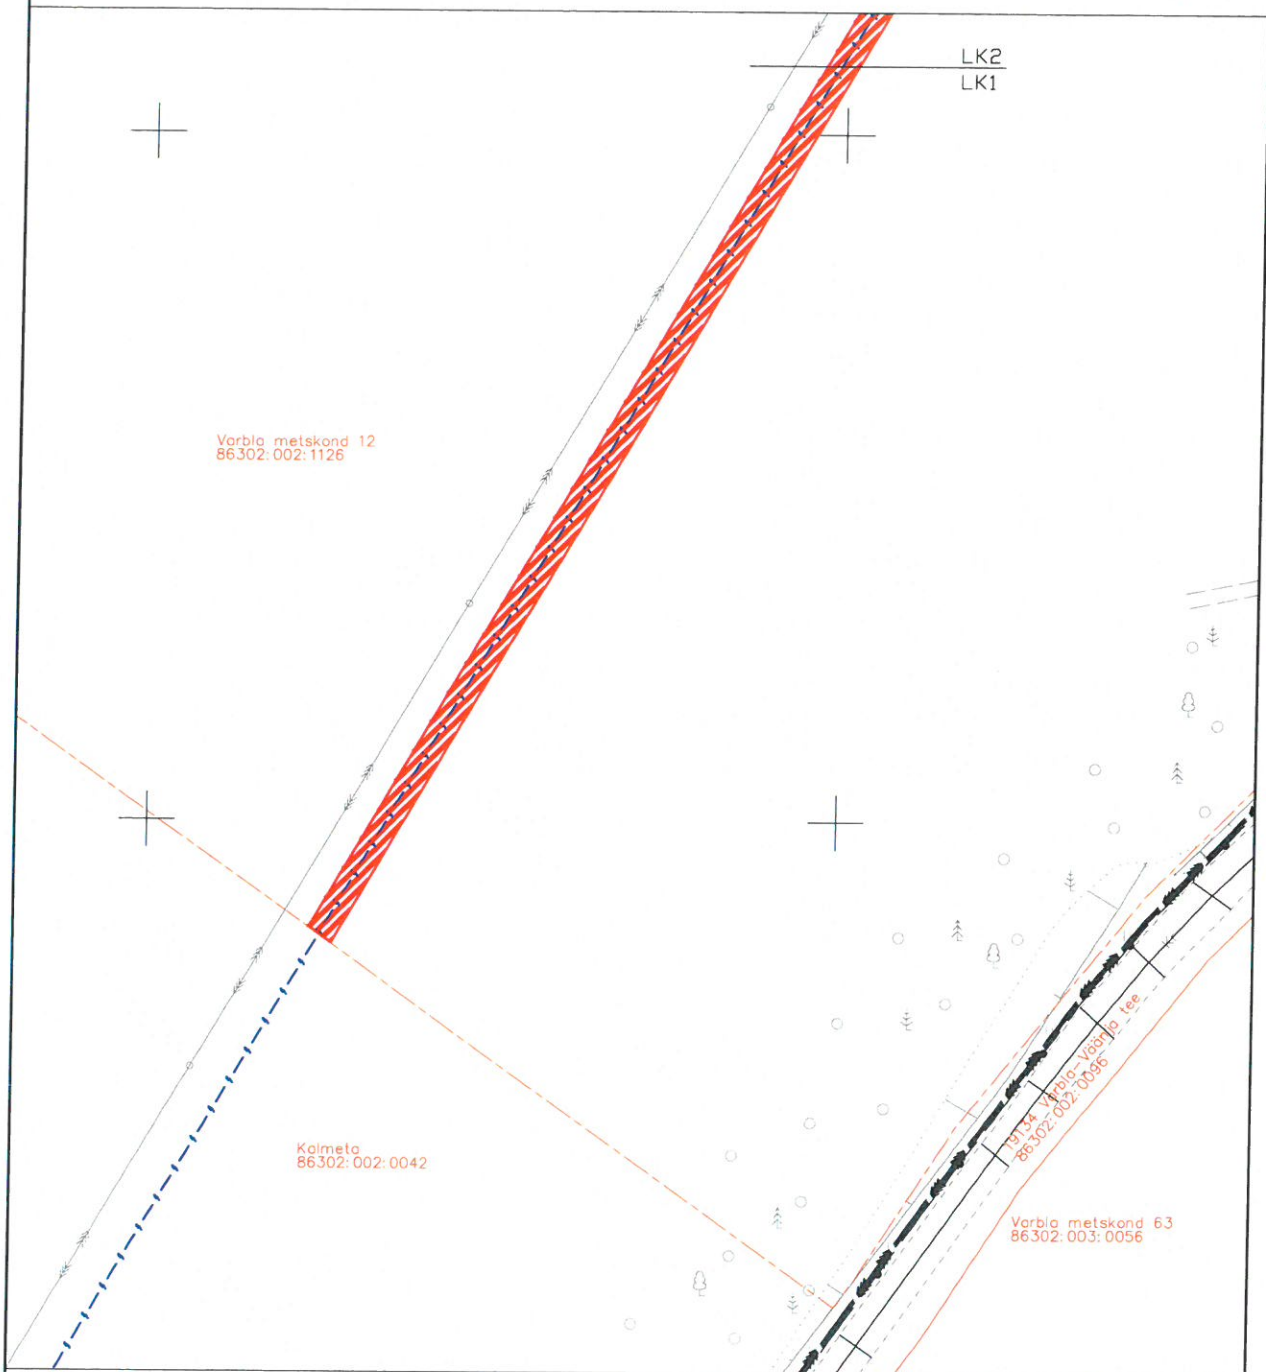 LK2
LK1
Varbla metskond 12
86302:002:1126
19134 Varbla-Väänja tee
86302:002:0096
Kalmeta
86302:002:0042
Varbla metskond 63
86302:003:0056